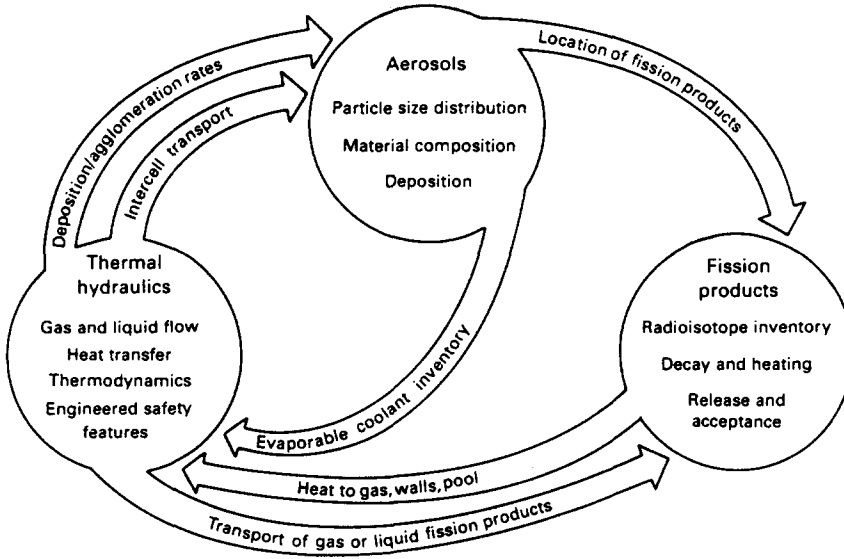 Aerosols
Particle size distribution
Material composition
Deposition
Location of fission products
Deposition/agglomeration rates
Intercell transport
Thermal
hydraulics
Gas and liquid flow
Heat transfer
Thermodynamics
Engineered safety
features
Fission
products
Radioisotope inventory
Decay and heating
Release and
acceptance
Evaporable coolant inventory
Heat to gas, walls, pool
Transport of gas or liquid fission products